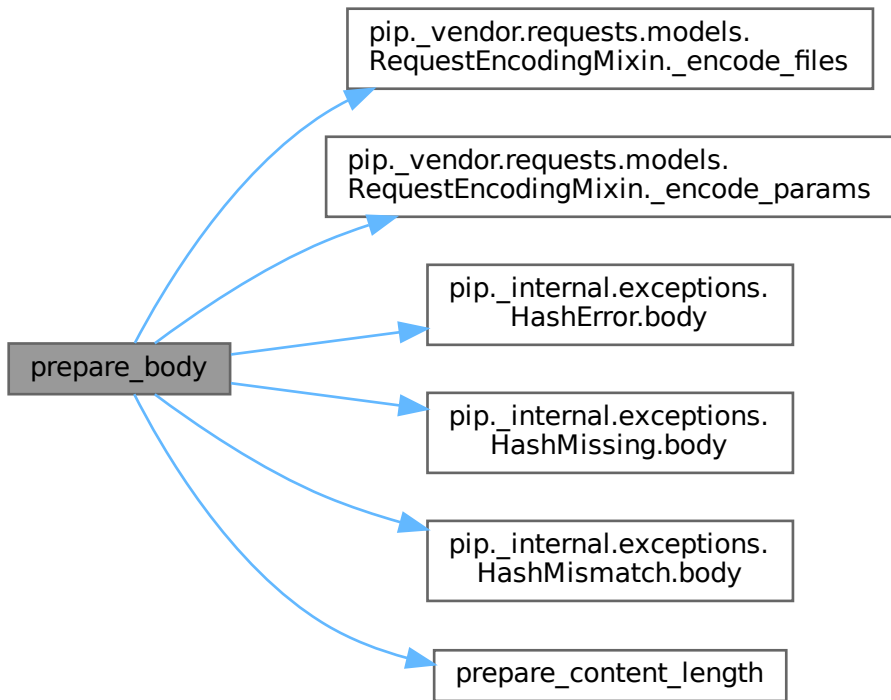 pip._vendor.requests.models.
RequestEncodingMixin._encode_files
pip._vendor.requests.models.
RequestEncodingMixin._encode_params
pip._internal.exceptions.
HashError.body
prepare_body
pip._internal.exceptions.
HashMissing.body
pip._internal.exceptions.
HashMismatch.body
prepare_content_length